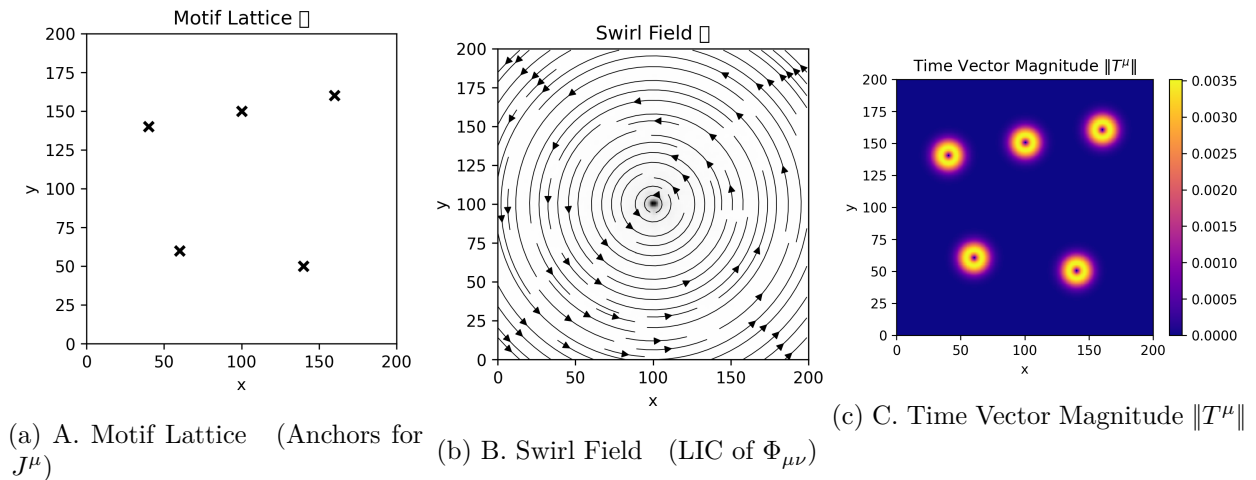 Motif Lattice ▯
200
175
150
125
100
75
50
25
0
y
0 50 100 150 200
x
(a) A. Motif Lattice (Anchors for
J^μ)
Swirl Field ▯
200
175
150
125
100
75
50
25
0
y
0 50 100 150 200
x
(b) B. Swirl Field (LIC of Φ_μν)
Time Vector Magnitude ‖T^μ‖
200
175
150
125
100
75
50
25
0
y
0 50 100 150 200
x
0.0035
0.0030
0.0025
0.0020
0.0015
0.0010
0.0005
0.0000
(c) C. Time Vector Magnitude ‖T^μ‖